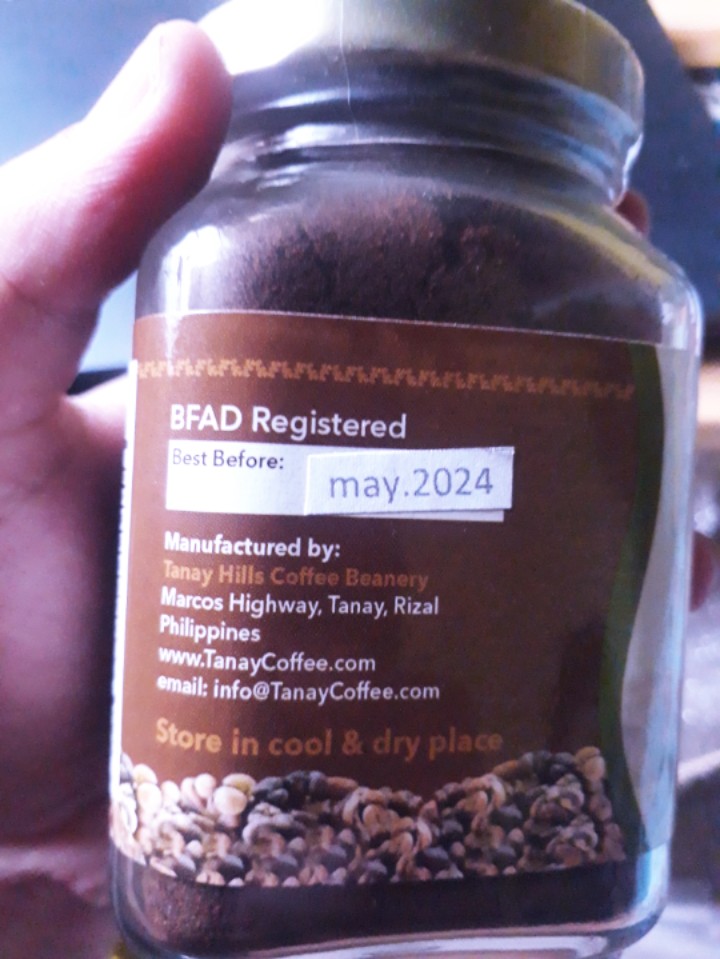 BFAD Registered
Best Before:
may.2024
Manufactured by:
Tanay Hills Coffee Beanery
Marcos Highway, Tanay, Rizal
Philippines
www.TanayCoffee.com
email: info@TanayCoffee.com
Store in cool & dry place